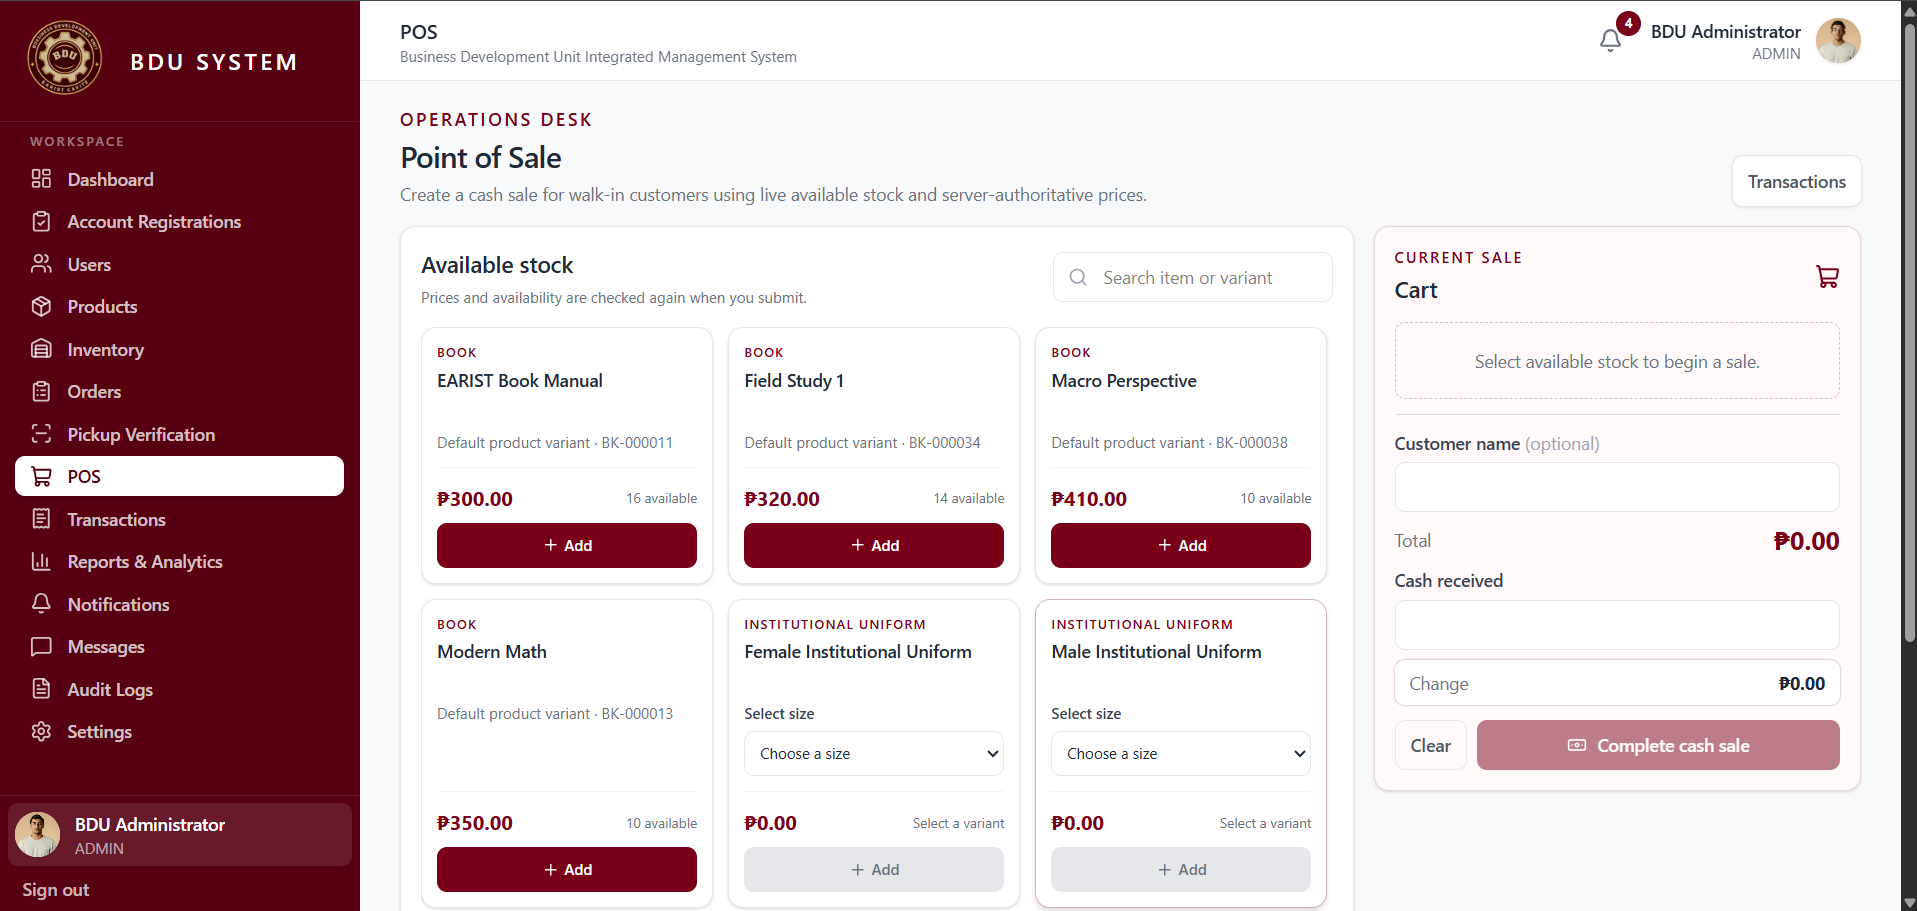 BUSINESS DEVELOPMENT UNIT
BDU
EARIST CAVITE
BDU SYSTEM
WORKSPACE
Dashboard
Account Registrations
Users
Products
Inventory
Orders
Pickup Verification
POS
Transactions
Reports & Analytics
Notifications
Messages
Audit Logs
Settings
BDU Administrator
ADMIN
Sign out
POS
Business Development Unit Integrated Management System
4
BDU Administrator
ADMIN
OPERATIONS DESK
Point of Sale
Create a cash sale for walk-in customers using live available stock and server-authoritative prices.
Transactions
Available stock
Prices and availability are checked again when you submit.
Search item or variant
BOOK
EARIST Book Manual
Default product variant · BK-000011
₱300.00 16 available
+ Add
BOOK
Field Study 1
Default product variant · BK-000034
₱320.00 14 available
+ Add
BOOK
Macro Perspective
Default product variant · BK-000038
₱410.00 10 available
+ Add
BOOK
Modern Math
Default product variant · BK-000013
₱350.00 10 available
+ Add
INSTITUTIONAL UNIFORM
Female Institutional Uniform
Select size
Choose a size
₱0.00 Select a variant
+ Add
INSTITUTIONAL UNIFORM
Male Institutional Uniform
Select size
Choose a size
₱0.00 Select a variant
+ Add
CURRENT SALE
Cart
Select available stock to begin a sale.
Customer name (optional)
Total ₱0.00
Cash received
Change ₱0.00
Clear
Complete cash sale